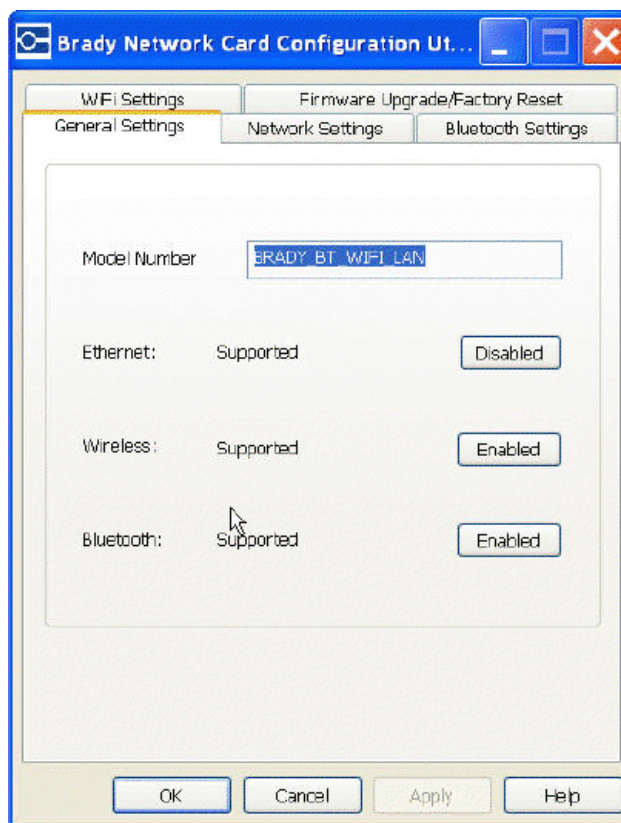 Brady Network Card Configuration Ut...
WiFi Settings Firmware Upgrade/Factory Reset
General Settings Network Settings Bluetooth Settings
Model Number BRADY_BT_WIFI_LAN
Ethernet: Supported Disabled
Wireless: Supported Enabled
Bluetooth: Supported Enabled
OK Cancel Apply Help